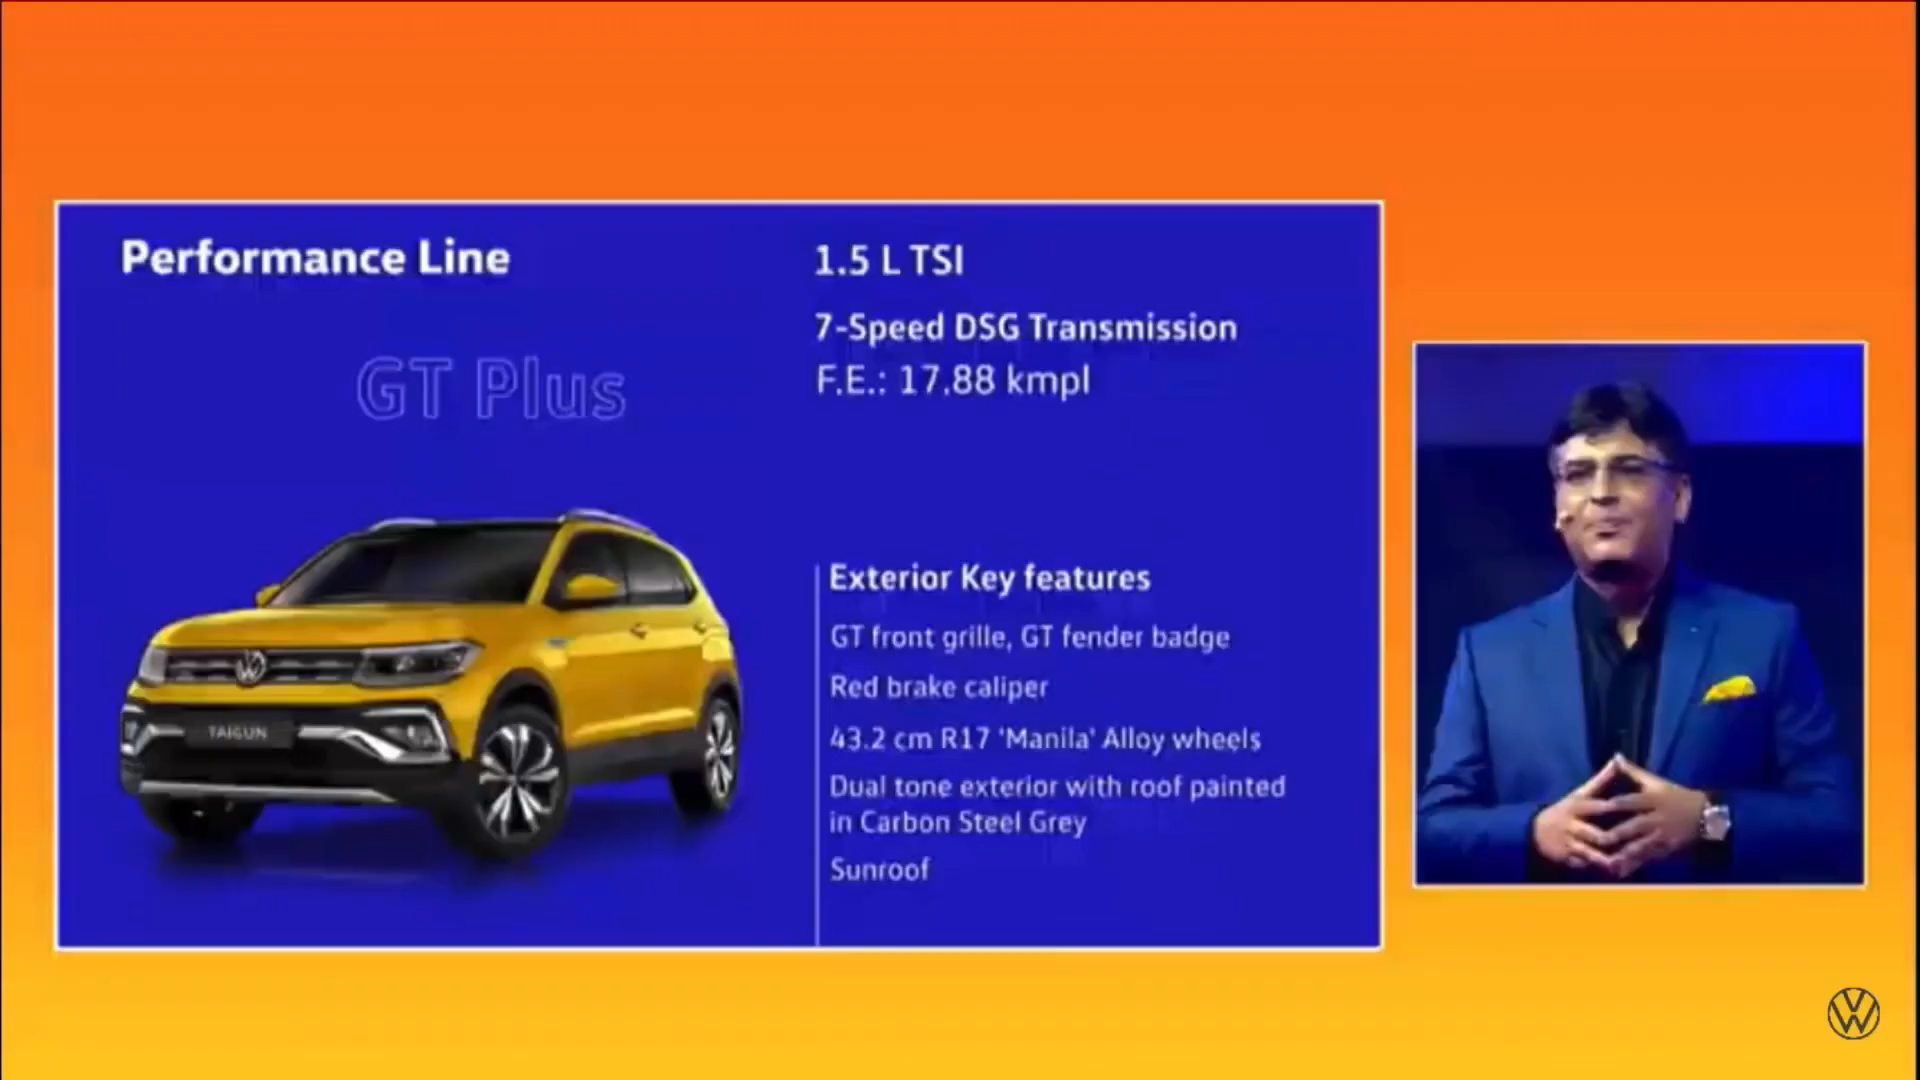 Performance Line
GT Plus
TAIGUN
1.5 L TSI
7-Speed DSG Transmission
F.E.: 17.88 kmpl
Exterior Key features
GT front grille, GT fender badge
Red brake caliper
43.2 cm R17 'Manila' Alloy wheels
Dual tone exterior with roof painted
in Carbon Steel Grey
Sunroof